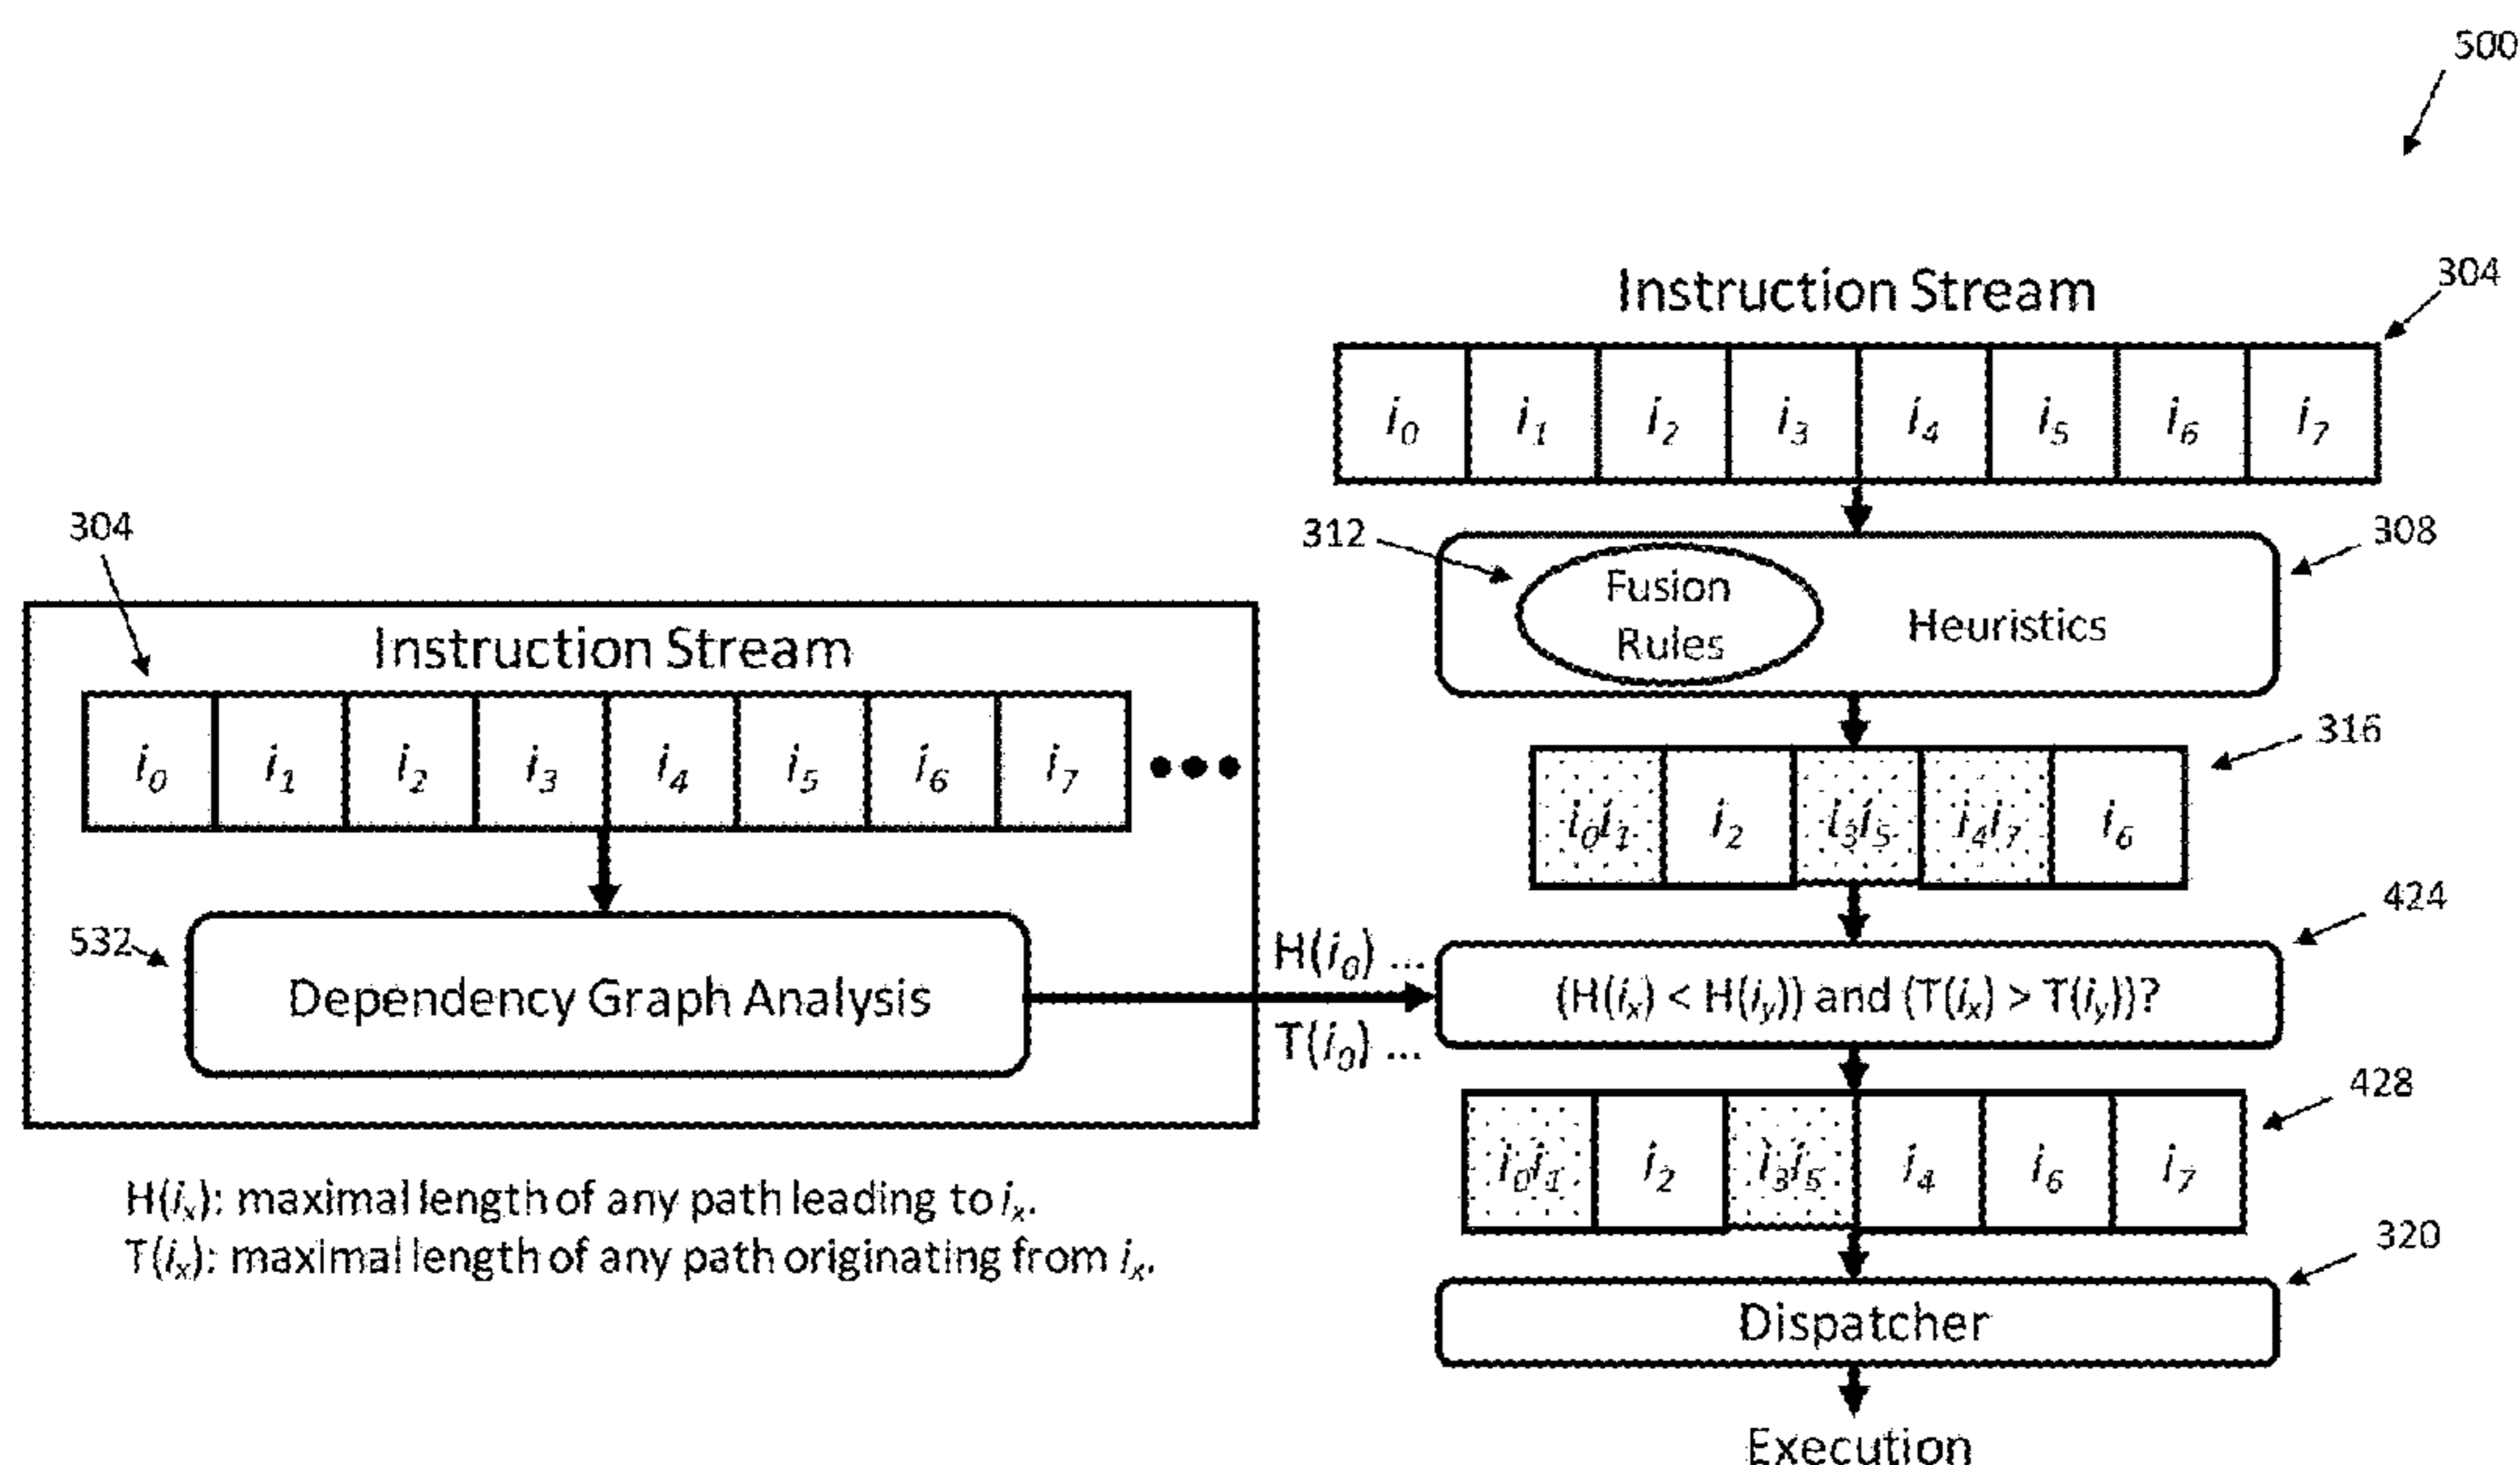 500
Instruction Stream
304
i0 i1 i2 i3 i4 i5 i6 i7
312
Fusion
Rules
Heuristics
308
304
Instruction Stream
i0 i1 i2 i3 i4 i5 i6 i7 •••
316
i0i1 i2 i3i5 i4i7 i6
532
Dependency Graph Analysis
H(i0) ...
T(i0) ...
424
(H(ix) < H(iy)) and (T(ix) > T(iy))?
428
i0i1 i2 i3i5 i4 i6 i7
H(ix): maximal length of any path leading to ix.
T(ix): maximal length of any path originating from ix.
320
Dispatcher
Execution